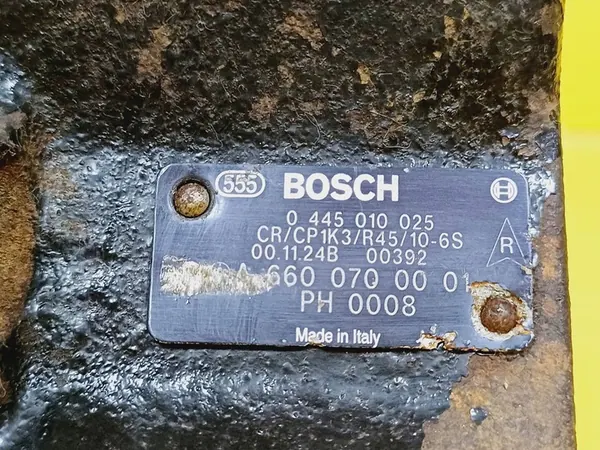 555 BOSCH
0 445 010 025
CR/CP1K3/R45/10-6S
R
00.11.24B 00392
A 660 070 00 01
PH 0008
Made in Italy